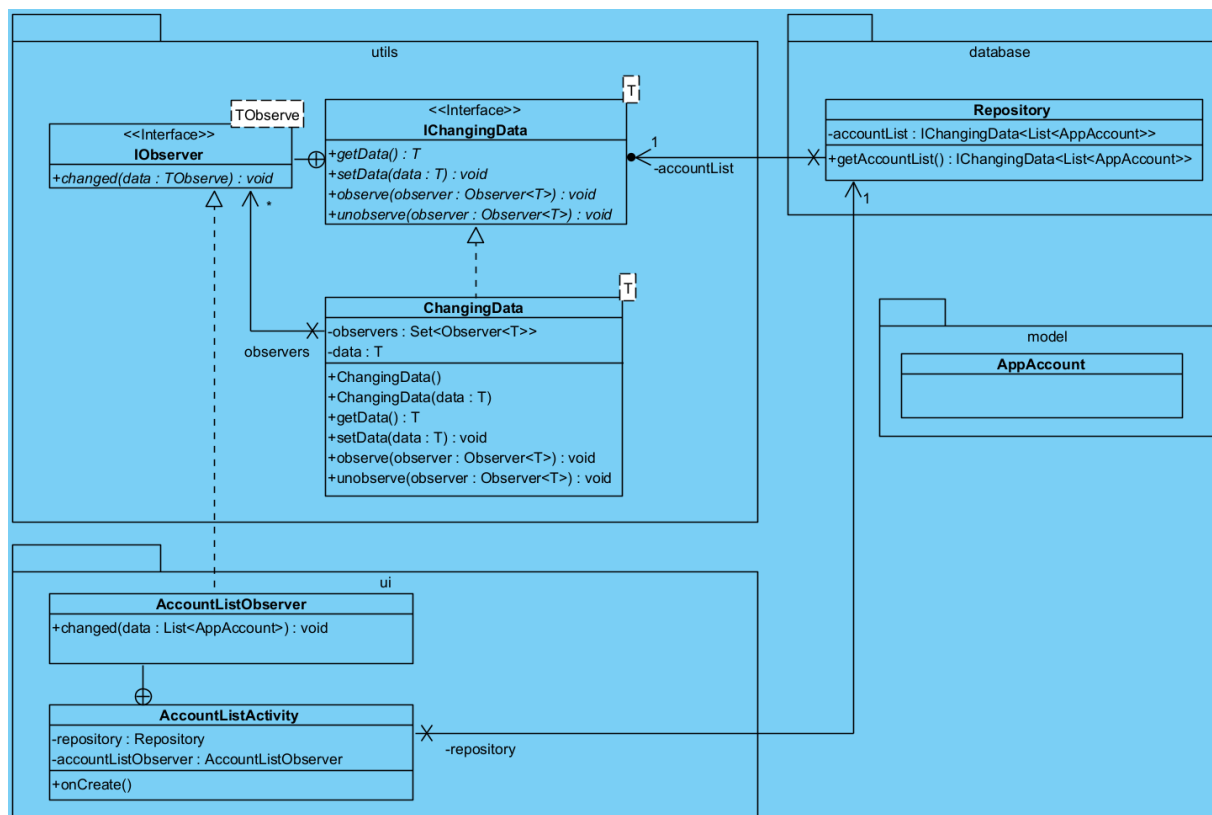 utils
TObserve
<<Interface>>
IObserver
+changed(data : TObserve) : void
T
<<Interface>>
IChangingData
+getData() : T
+setData(data : T) : void
+observe(observer : Observer<T>) : void
+unobserve(observer : Observer<T>) : void
1
-accountList
*
observers
T
ChangingData
-observers : Set<Observer<T>>
-data : T
+ChangingData()
+ChangingData(data : T)
+getData() : T
+setData(data : T) : void
+observe(observer : Observer<T>) : void
+unobserve(observer : Observer<T>) : void
database
Repository
-accountList : IChangingData<List<AppAccount>>
+getAccountList() : IChangingData<List<AppAccount>>
1
model
AppAccount
ui
AccountListObserver
+changed(data : List<AppAccount>) : void
AccountListActivity
-repository : Repository
-accountListObserver : AccountListObserver
+onCreate()
-repository